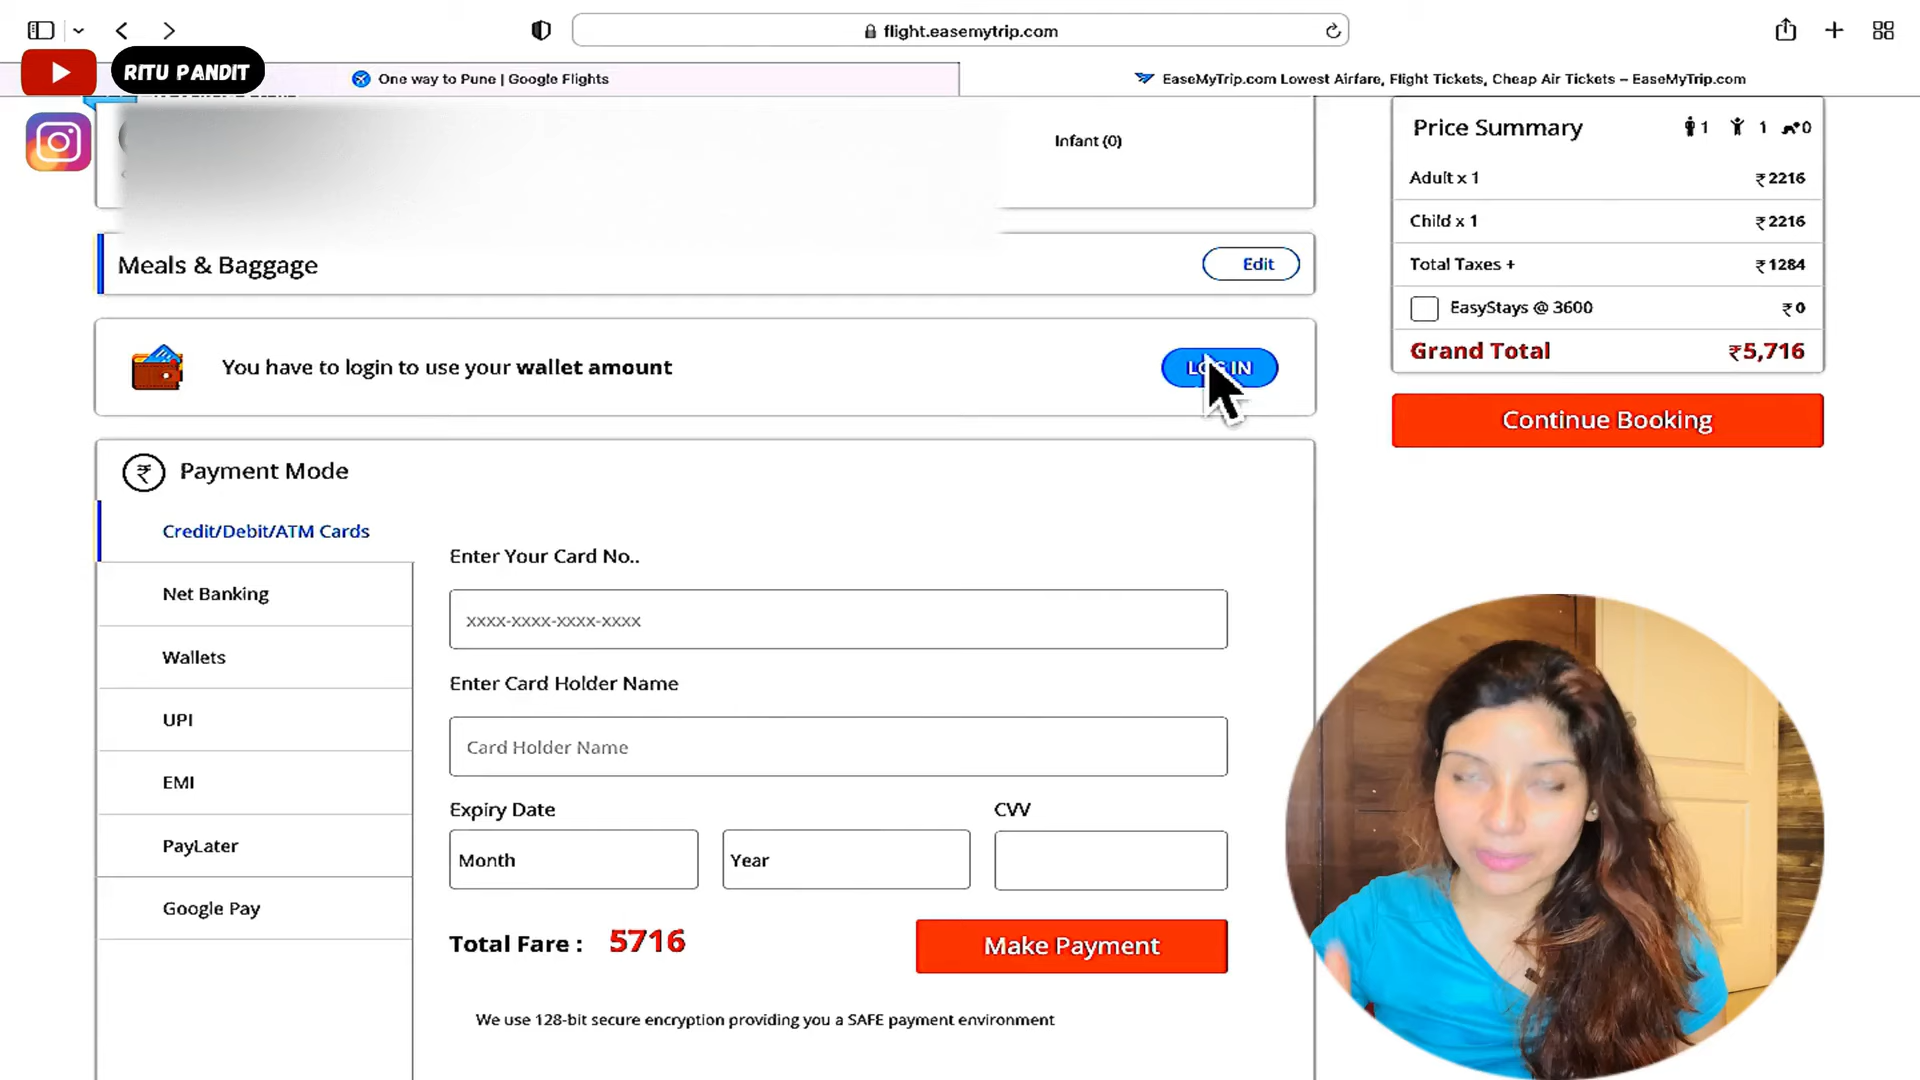 flight.easemytrip.com
RITU PANDIT
One way to Pune | Google Flights
EaseMyTrip.com Lowest Airfare, Flight Tickets, Cheap Air Tickets – EaseMyTrip.com
Infant (0)
Meals & Baggage
Edit
You have to login to use your wallet amount
Payment Mode
Credit/Debit/ATM Cards
Net Banking
Wallets
UPI
EMI
PayLater
Google Pay
Enter Your Card No..
xxxx-xxxx-xxxx-xxxx
Enter Card Holder Name
Card Holder Name
Expiry Date
CVV
Month
Year
Total Fare : 5716
Make Payment
We use 128-bit secure encryption providing you a SAFE payment environment
Price Summary 1 1 0
Adult x 1 ₹2216
Child x 1 ₹2216
Total Taxes + ₹1284
EasyStays @ 3600 ₹0
Grand Total ₹5,716
Continue Booking